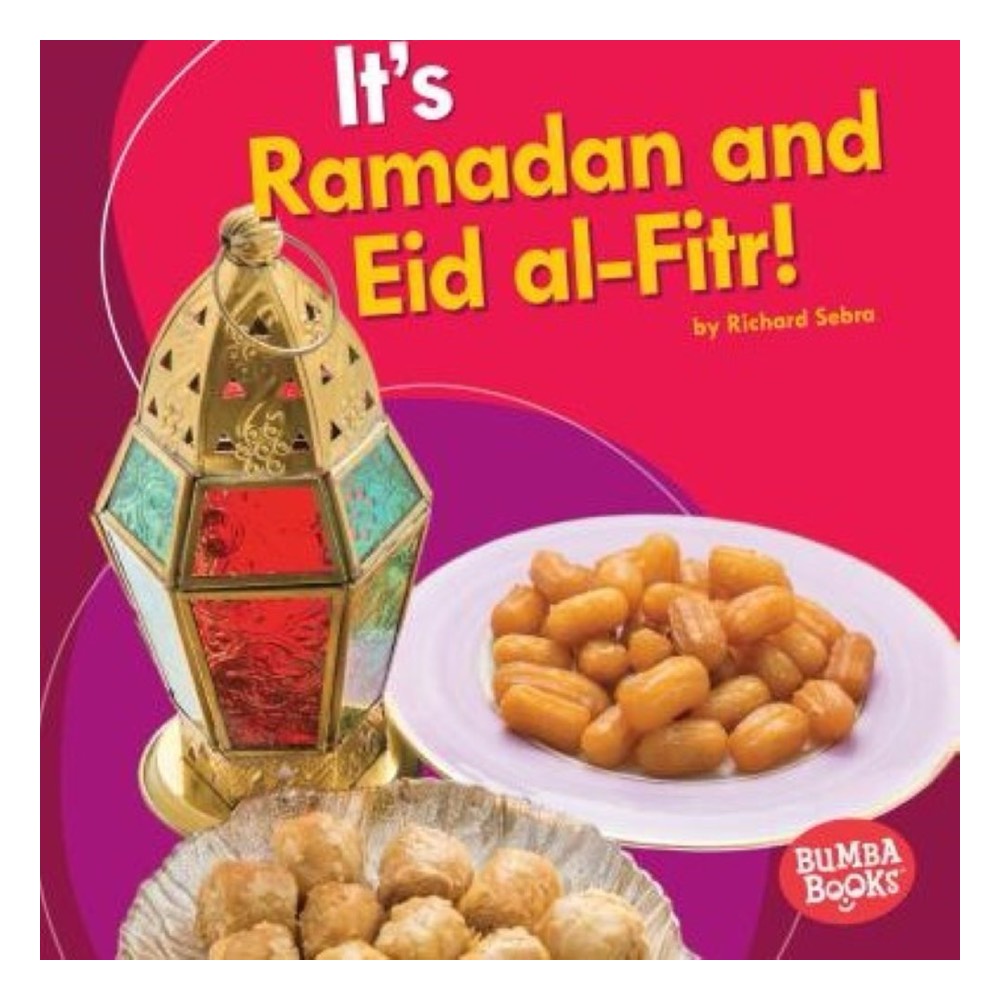 It's
Ramadan and
Eid al-Fitr!
by Richard Sebra
BUMBA
BOOKS